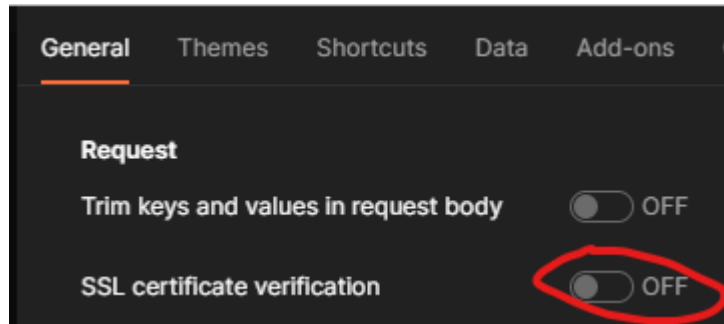 General Themes Shortcuts Data Add-ons
Request
Trim keys and values in request body OFF
SSL certificate verification OFF